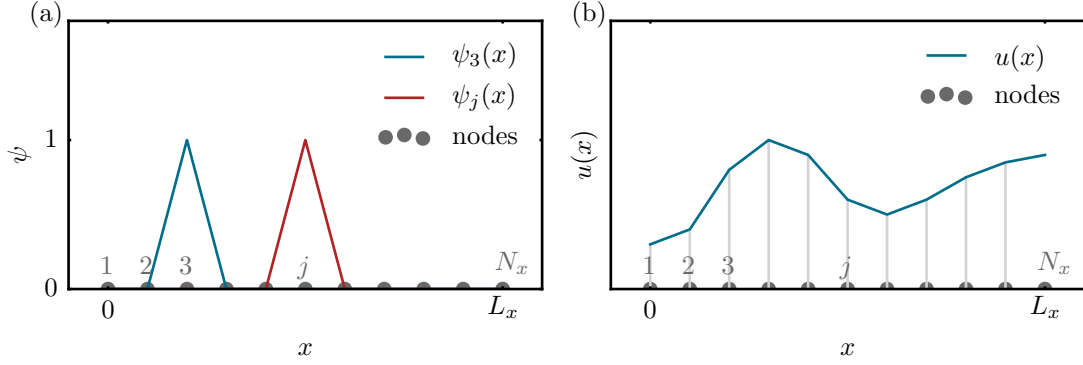 (a)
ψ₃(x)
ψⱼ(x)
nodes
1
ψ
0
1 2 3 j Nₓ
0 Lₓ
x
(b)
u(x)
nodes
u(x)
1 2 3 j Nₓ
0 Lₓ
x